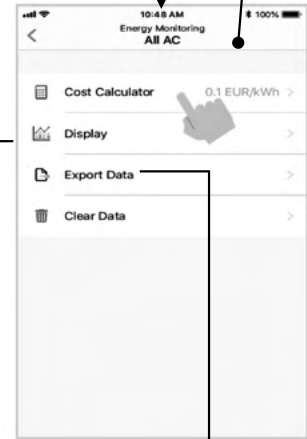 10:48 AM
100%
Energy Monitoring
All AC
Cost Calculator 0.1 EUR/kWh
Display
Export Data
Clear Data